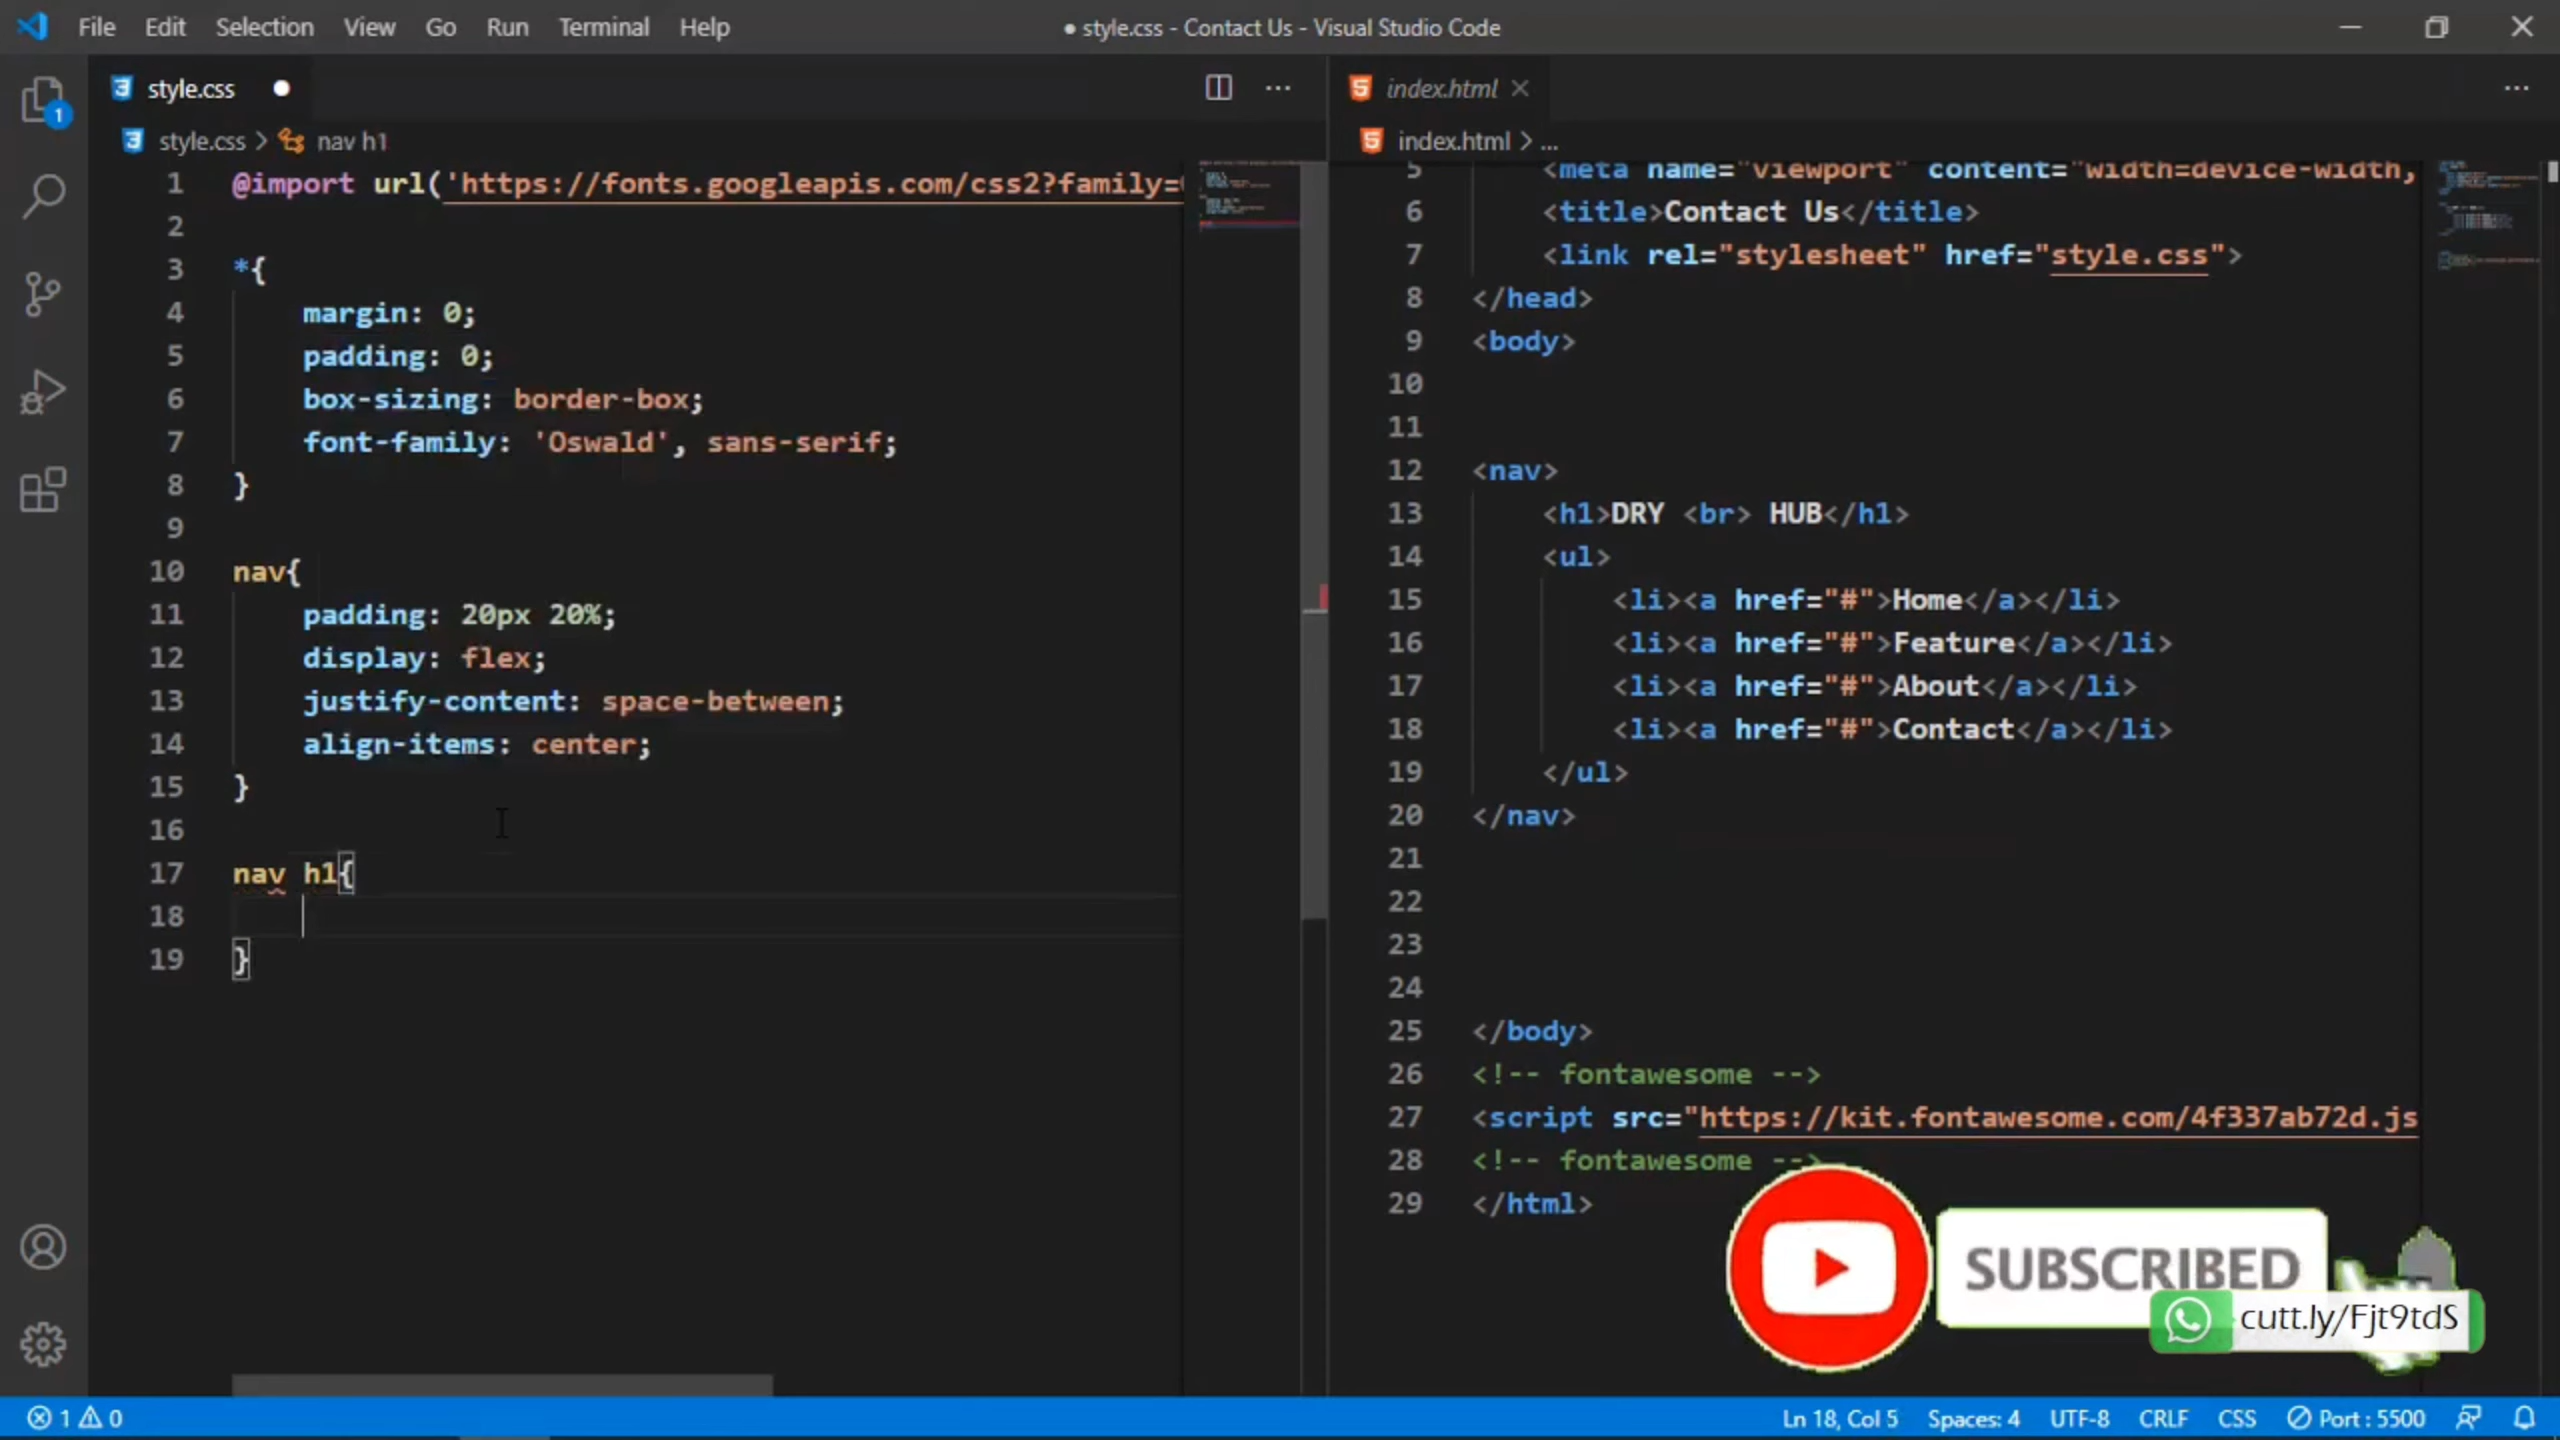 File Edit Selection View Go Run Terminal Help
● style.css - Contact Us - Visual Studio Code
style.css
index.html
1
style.css > nav h1
index.html > ...
1 @import url('https://fonts.googleapis.com/css2?family=
2
3 *{
4 margin: 0;
5 padding: 0;
6 box-sizing: border-box;
7 font-family: 'Oswald', sans-serif;
8 }
9
10 nav{
11 padding: 20px 20%;
12 display: flex;
13 justify-content: space-between;
14 align-items: center;
15 }
16
17 nav h1{
18
19 }
5 <meta name="viewport" content="width=device-width,
6 <title>Contact Us</title>
7 <link rel="stylesheet" href="style.css">
8 </head>
9 <body>
10
11
12 <nav>
13 <h1>DRY <br> HUB</h1>
14 <ul>
15 <li><a href="#">Home</a></li>
16 <li><a href="#">Feature</a></li>
17 <li><a href="#">About</a></li>
18 <li><a href="#">Contact</a></li>
19 </ul>
20 </nav>
21
22
23
24
25 </body>
26 <!-- fontawesome -->
27 <script src="https://kit.fontawesome.com/4f337ab72d.js
28 <!-- fontawesome -->
29 </html>
SUBSCRIBED
cutt.ly/Fjt9tdS
1 0
Ln 18, Col 5 Spaces: 4 UTF-8 CRLF CSS Port : 5500